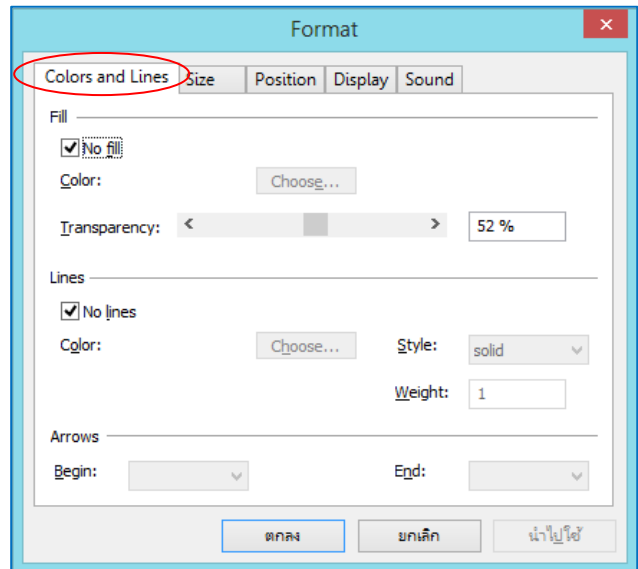 Format
Colors and Lines Size Position Display Sound
Fill
No fill
Color: Choose...
Transparency: < > 52 %
Lines
No lines
Color: Choose... Style: solid
Weight: 1
Arrows
Begin: End:
ตกลง ยกเลิก นำไปใช้